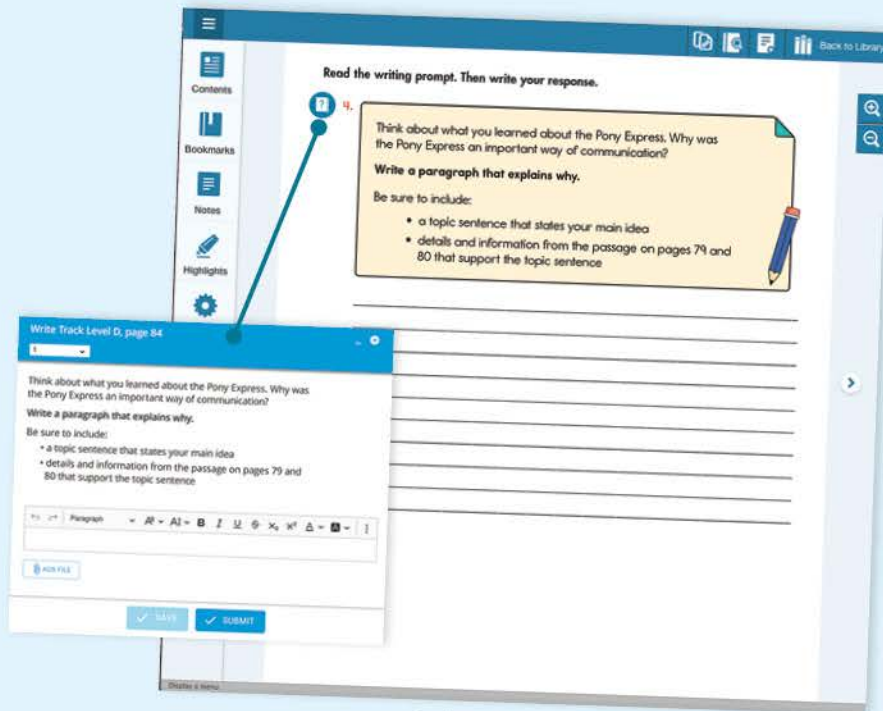 Back to Library
Contents
Bookmarks
Notes
Highlights
Read the writing prompt. Then write your response.
4.
Think about what you learned about the Pony Express. Why was
the Pony Express an important way of communication?
Write a paragraph that explains why.
Be sure to include:
• a topic sentence that states your main idea
• details and information from the passage on pages 79 and
80 that support the topic sentence
Write Track Level D, page 84
1
Think about what you learned about the Pony Express. Why was
the Pony Express an important way of communication?
Write a paragraph that explains why.
Be sure to include:
• a topic sentence that states your main idea
• details and information from the passage on pages 79 and
80 that support the topic sentence
Paragraph
ADD FILE
SAVE
SUBMIT
Display a menu